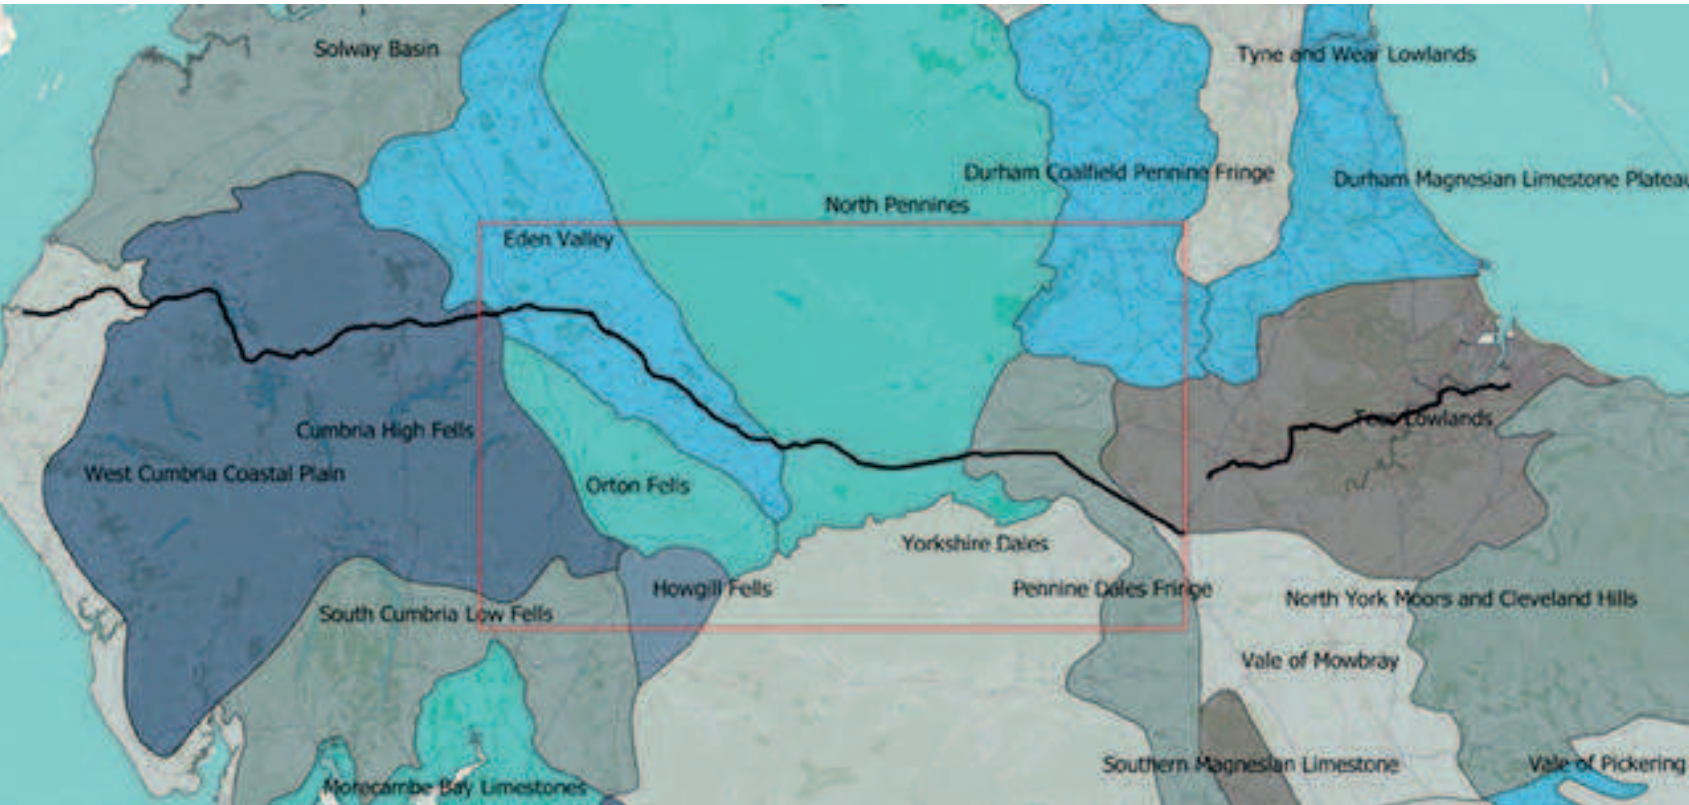 Solway Basin
Tyne and Wear Lowlands
Durham Coalfield Pennine Fringe
Durham Magnesian Limestone Plateau
North Pennines
Eden Valley
Tees Lowlands
Cumbria High Fells
West Cumbria Coastal Plain
Orton Fells
Yorkshire Dales
Howgill Fells
Pennine Dales Fringe
North York Moors and Cleveland Hills
South Cumbria Low Fells
Vale of Mowbray
Southern Magnesian Limestone
Vale of Pickering
Morecambe Bay Limestones